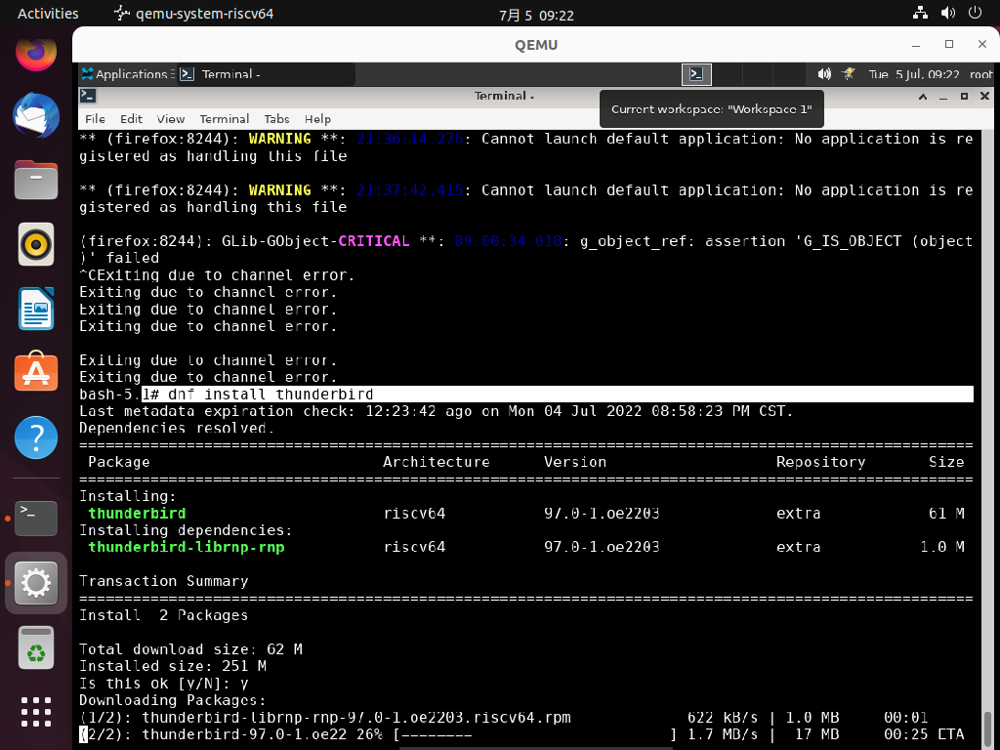 Activities
qemu-system-riscv64
7月 5 09:22
QEMU
Applications
Terminal -
Tue 5 Jul, 09:22
root
Terminal -
Current workspace: "Workspace 1"
File Edit View Terminal Tabs Help
** (firefox:8244): WARNING **: 21:36:14.276: Cannot launch default application: No application is re
gistered as handling this file
** (firefox:8244): WARNING **: 21:37:42.415: Cannot launch default application: No application is re
gistered as handling this file
(firefox:8244): GLib-GObject-CRITICAL **: 09:00:34.018: g_object_ref: assertion 'G_IS_OBJECT (object
)' failed
^CExiting due to channel error.
Exiting due to channel error.
Exiting due to channel error.
Exiting due to channel error.
Exiting due to channel error.
Exiting due to channel error.
bash-5.1# dnf install thunderbird
Last metadata expiration check: 12:23:42 ago on Mon 04 Jul 2022 08:58:23 PM CST.
Dependencies resolved.
====================================================================================================
Package Architecture Version Repository Size
====================================================================================================
Installing:
thunderbird riscv64 97.0-1.oe2203 extra 61 M
Installing dependencies:
thunderbird-librnp-rnp riscv64 97.0-1.oe2203 extra 1.0 M
Transaction Summary
====================================================================================================
Install  2 Packages
Total download size: 62 M
Installed size: 251 M
Is this ok [y/N]: y
Downloading Packages:
(1/2): thunderbird-librnp-rnp-97.0-1.oe2203.riscv64.rpm 622 kB/s | 1.0 MB 00:01
(2/2): thunderbird-97.0-1.oe22 26% [-------- ] 1.7 MB/s | 17 MB 00:25 ETA